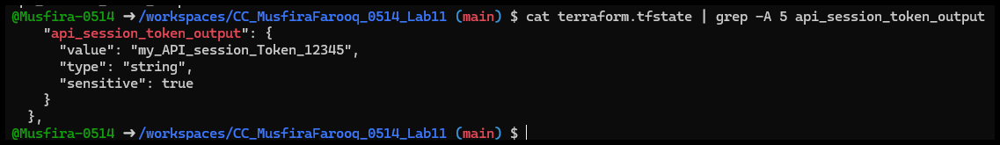 @Musfira-0514 ➜ /workspaces/CC_MusfiraFarooq_0514_Lab11 (main) $ cat terraform.tfstate | grep -A 5 api_session_token_output
    "api_session_token_output": {
      "value": "my_API_session_Token_12345",
      "type": "string",
      "sensitive": true
    }
  },
@Musfira-0514 ➜ /workspaces/CC_MusfiraFarooq_0514_Lab11 (main) $